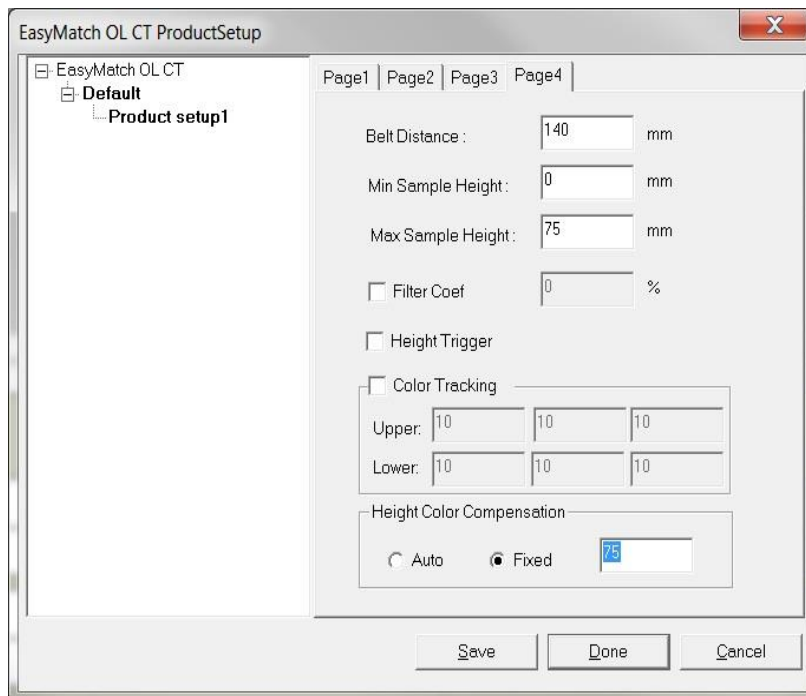 EasyMatch OL CT ProductSetup
X
EasyMatch OL CT
Default
Product setup1
Page1 Page2 Page3 Page4
Belt Distance : 140 mm
Min Sample Height : 0 mm
Max Sample Height : 75 mm
Filter Coef 0 %
Height Trigger
Color Tracking
Upper: 10 10 10
Lower: 10 10 10
Height Color Compensation
Auto Fixed 75
Save Done Cancel